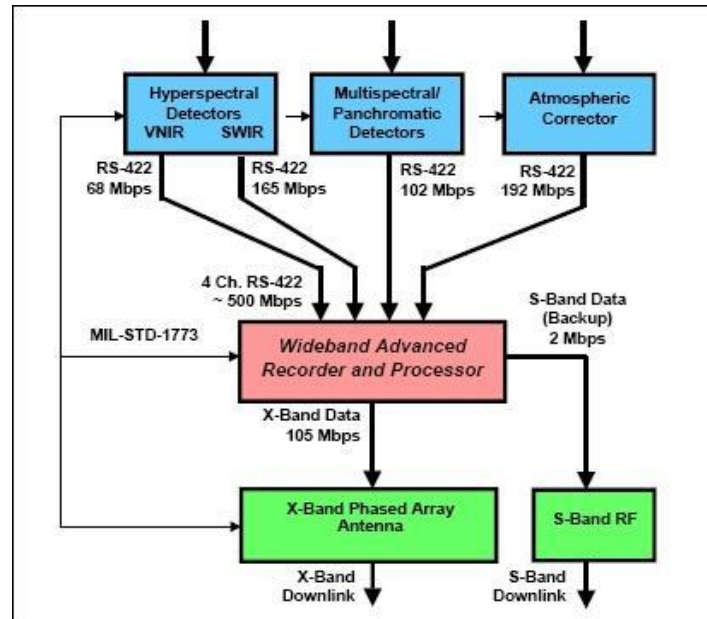 Hyperspectral
Detectors
VNIR SWIR
Multispectral/
Panchromatic
Detectors
Atmospheric
Corrector
RS-422
68 Mbps
RS-422
165 Mbps
RS-422
102 Mbps
RS-422
192 Mbps
4 Ch. RS-422
~ 500 Mbps
S-Band Data
(Backup)
2 Mbps
MIL-STD-1773
Wideband Advanced
Recorder and Processor
X-Band Data
105 Mbps
X-Band Phased Array
Antenna
S-Band RF
X-Band
Downlink
S-Band
Downlink